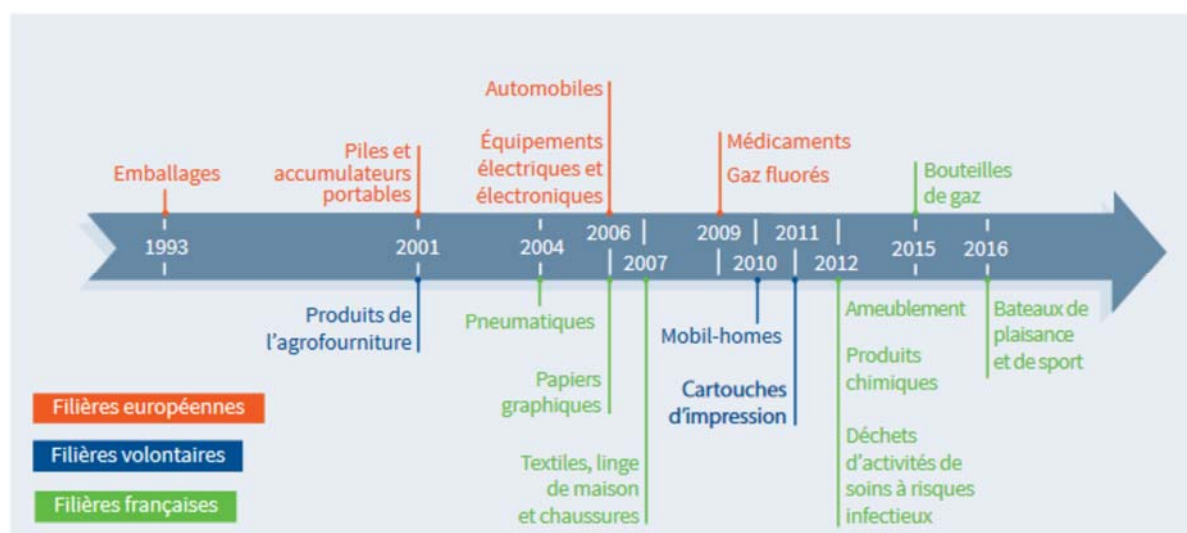 Automobiles
Équipements
électriques et
électroniques
Médicaments
Gaz fluorés
Piles et
accumulateurs
portables
Emballages
Bouteilles
de gaz
1993
2001
2004
2006
2007
2009
2010
2011
2012
2015
2016
Produits de
l’agrofourniture
Pneumatiques
Papiers
graphiques
Textiles, linge
de maison
et chaussures
Mobil-homes
Cartouches
d’impression
Ameublement
Produits
chimiques
Déchets
d’activités de
soins à risques
infectieux
Bateaux de
plaisance
et de sport
Filières européennes
Filières volontaires
Filières françaises